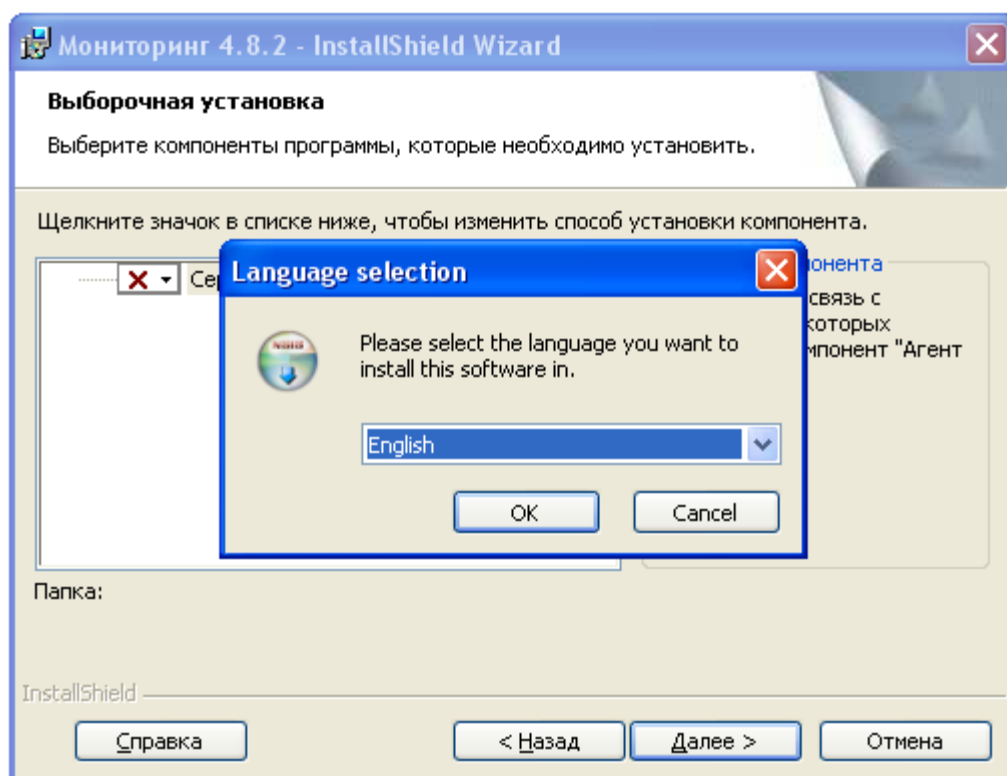 Мониторинг 4.8.2 - InstallShield Wizard
Выборочная установка
Выберите компоненты программы, которые необходимо установить.
Щелкните значок в списке ниже, чтобы изменить способ установки компонента.
Language selection
Please select the language you want to
install this software in.
English
OK
Cancel
связь с
которых
"Агент
Папка:
InstallShield
Справка
< Назад
Далее >
Отмена